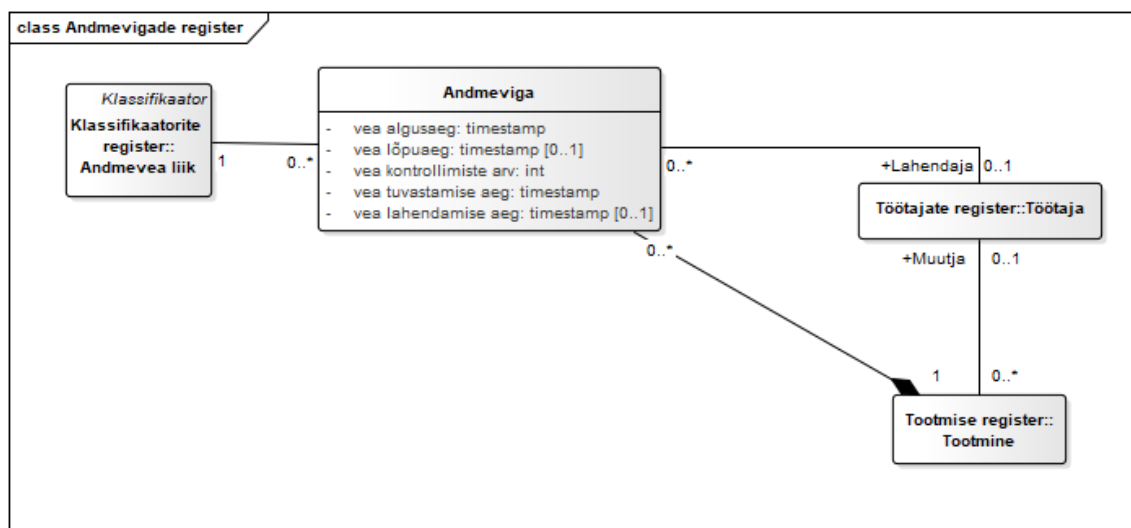 class Andmevigade register
Klassifikaator
Klassifikaatorite
register::
Andmevea liik
1
0..*
Andmeviga
- vea algusaeg: timestamp
- vea lõpuaeg: timestamp [0..1]
- vea kontrollimiste arv: int
- vea tuvastamise aeg: timestamp
- vea lahendamise aeg: timestamp [0..1]
0..*
+Lahendaja 0..1
Töötajate register::Töötaja
0..*
+Muutja 0..1
1 0..*
Tootmise register::
Tootmine